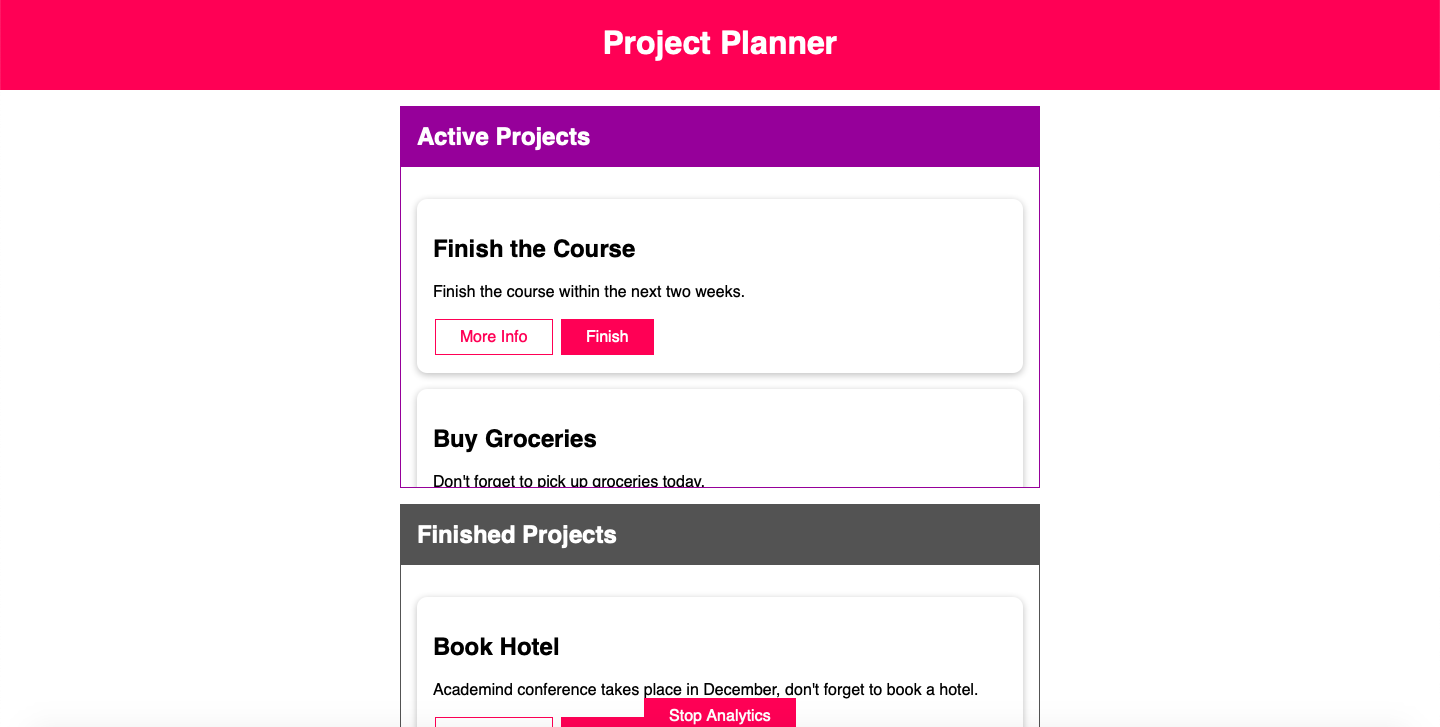 Project Planner
Active Projects
Finish the Course
Finish the course within the next two weeks.
More Info Finish
Buy Groceries
Don't forget to pick up groceries today.
Finished Projects
Book Hotel
Academind conference takes place in December, don't forget to book a hotel.
Stop Analytics